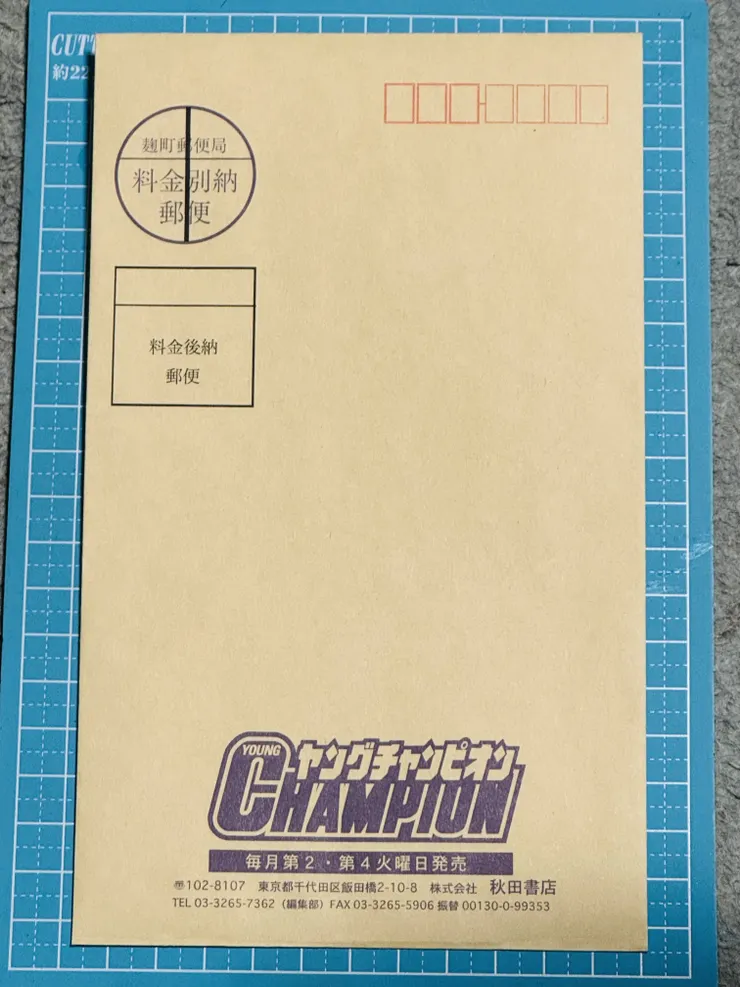 CUTT
約22
麹町郵便局
料金別納
郵便
料金後納
郵便
YOUNG
ヤングチャンピオン
CHAMPION
毎月第2・第4火曜日発売
〠102-8107 東京都千代田区飯田橋2-10-8 株式会社 秋田書店
TEL 03-3265-7362（編集部）FAX 03-3265-5906 振替 00130-0-99353